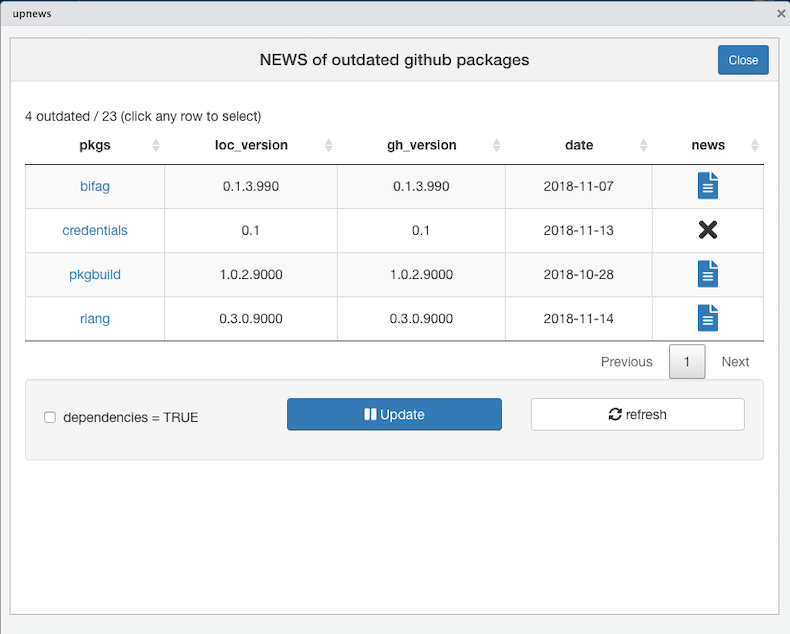 upnews
NEWS of outdated github packages
Close
4 outdated / 23 (click any row to select)
pkgs loc_version gh_version date news
bifag 0.1.3.990 0.1.3.990 2018-11-07
credentials 0.1 0.1 2018-11-13
pkgbuild 1.0.2.9000 1.0.2.9000 2018-10-28
rlang 0.3.0.9000 0.3.0.9000 2018-11-14
Previous 1 Next
dependencies = TRUE Update refresh